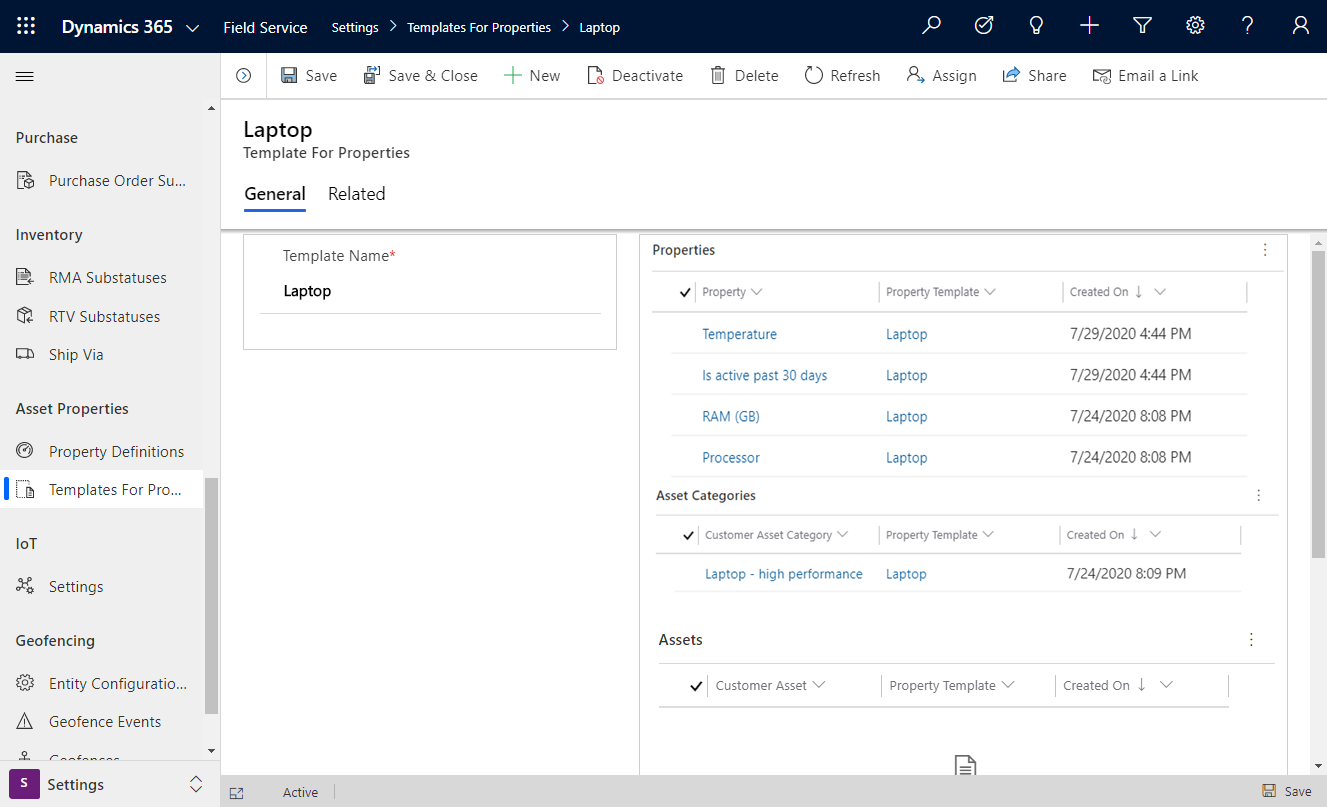 Dynamics 365 Field Service Settings Templates For Properties Laptop
Save Save & Close New Deactivate Delete Refresh Assign Share Email a Link
Purchase
Purchase Order Su...
Inventory
RMA Substatuses
RTV Substatuses
Ship Via
Asset Properties
Property Definitions
Templates For Pro...
IoT
Settings
Geofencing
Entity Configuratio...
Geofence Events
Geofences
S Settings
Laptop
Template For Properties
General Related
Template Name*
Laptop
Properties
Property Property Template Created On
Temperature Laptop 7/29/2020 4:44 PM
Is active past 30 days Laptop 7/29/2020 4:44 PM
RAM (GB) Laptop 7/24/2020 8:08 PM
Processor Laptop 7/24/2020 8:08 PM
Asset Categories
Customer Asset Category Property Template Created On
Laptop - high performance Laptop 7/24/2020 8:09 PM
Assets
Customer Asset Property Template Created On
Active Save